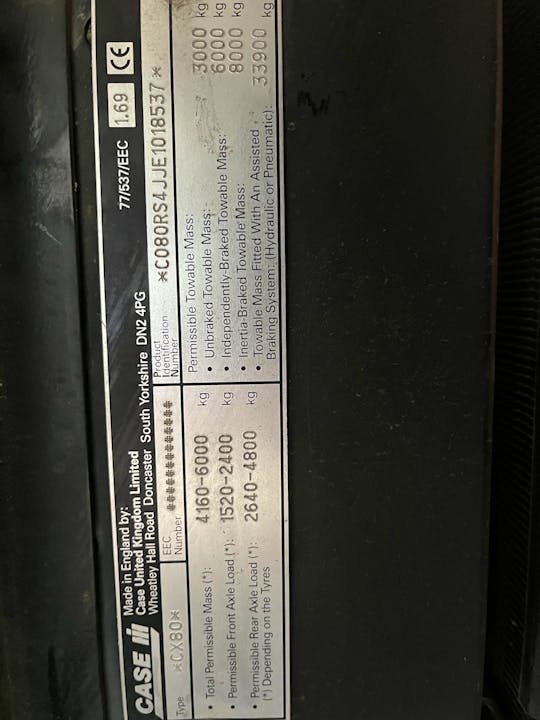 CASE III
Made in England by:
Case United Kingdom Limited
Wheatley Hall Road Doncaster South Yorkshire DN2 4PG
77/537/EEC 1.69 CE
Type *CX80*
EEC Number #############
Product Identification Number *C080RS4JJE1018537*
• Total Permissible Mass (*): 4160-6000 kg
• Permissible Front Axle Load (*): 1520-2400 kg
• Permissible Rear Axle Load (*): 2640-4800 kg
(*) Depending on the Tyres
Permissible Towable Mass:
• Unbraked Towable Mass: 3000 kg
• Independently-Braked Towable Mass: 6000 kg
• Inertia-Braked Towable Mass: 8000 kg
• Towable Mass Fitted With An Assisted
Braking System: (Hydraulic or Pneumatic): 33900 kg